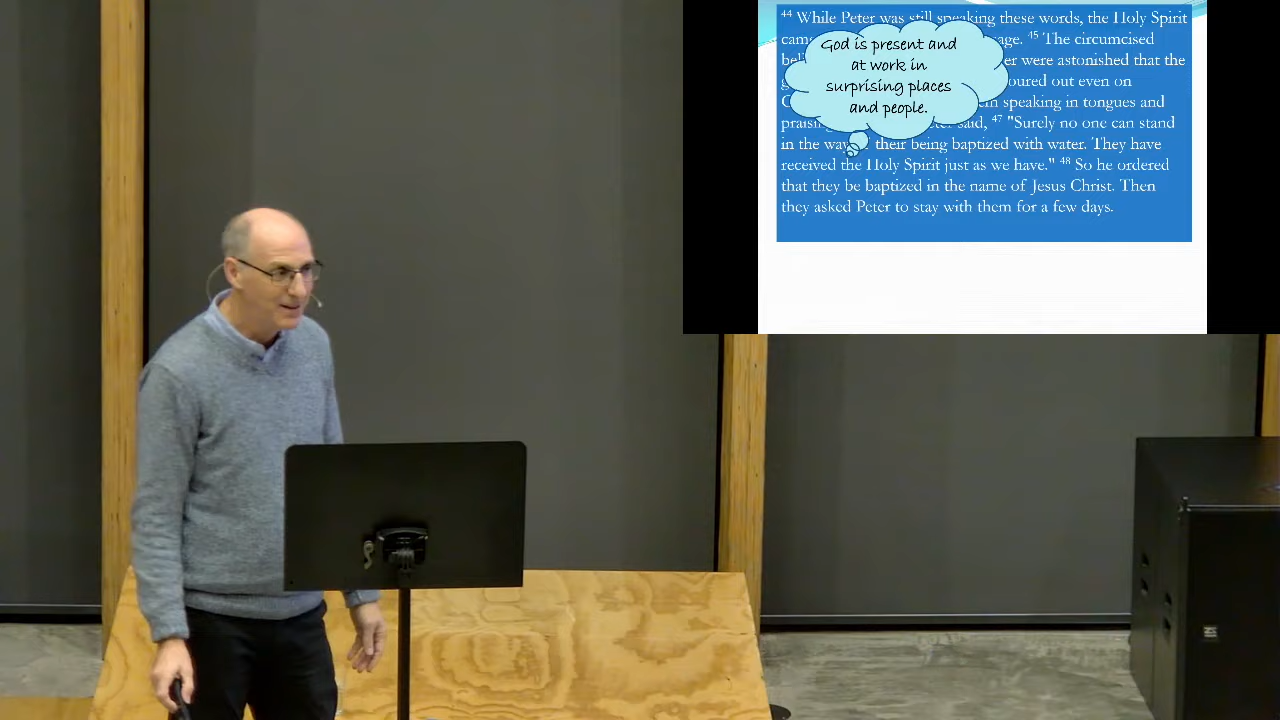 44 While Peter was still speaking these words, the Holy Spirit
45 The circumcised
were astonished that the
even on
speaking in tongues and
said, 47 "Surely no one can stand
in the way their being baptized with water. They have
received the Holy Spirit just as we have." 48 So he ordered
that they be baptized in the name of Jesus Christ. Then
they asked Peter to stay with them for a few days.
God is present and
at work in
surprising places
and people.